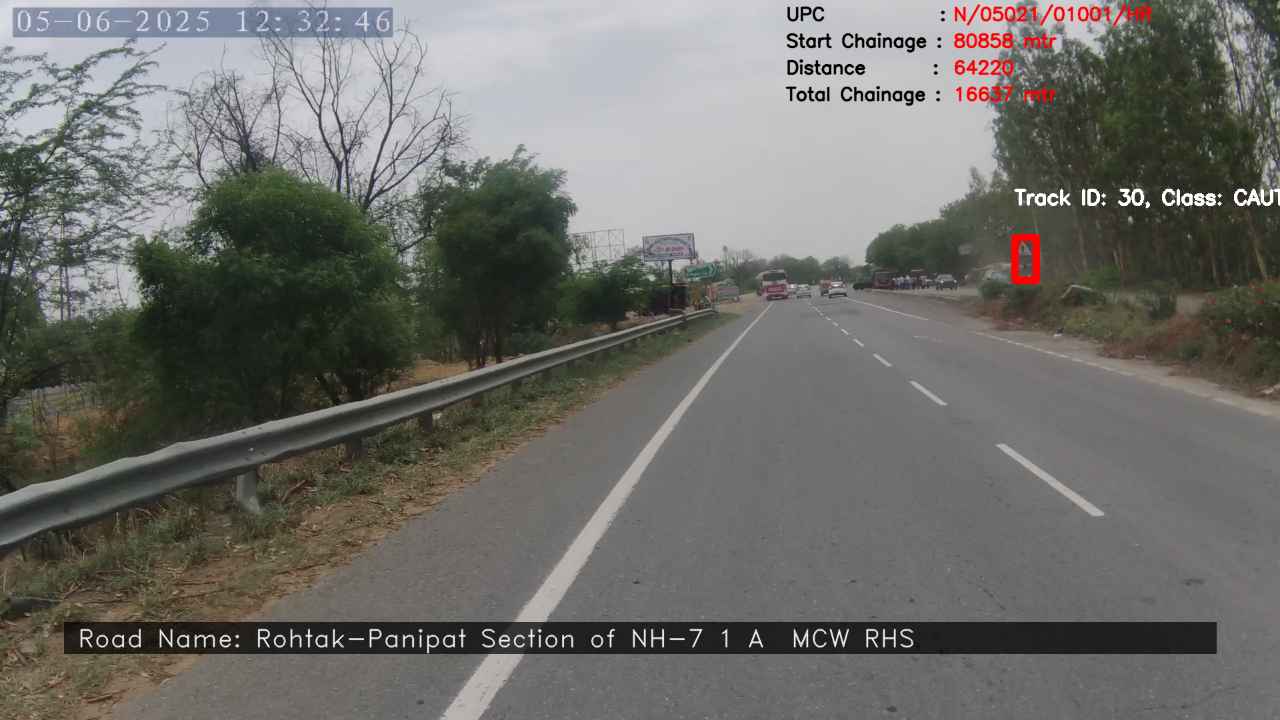 05-06-2025 12:32:46
UPC : N/05021/01001/HR
Start Chainage : 80858 mtr
Distance : 64220
Total Chainage : 16637 mtr
Track ID: 30, Class: CAUT
Road Name: Rohtak-Panipat Section of NH-7 1 A MCW RHS